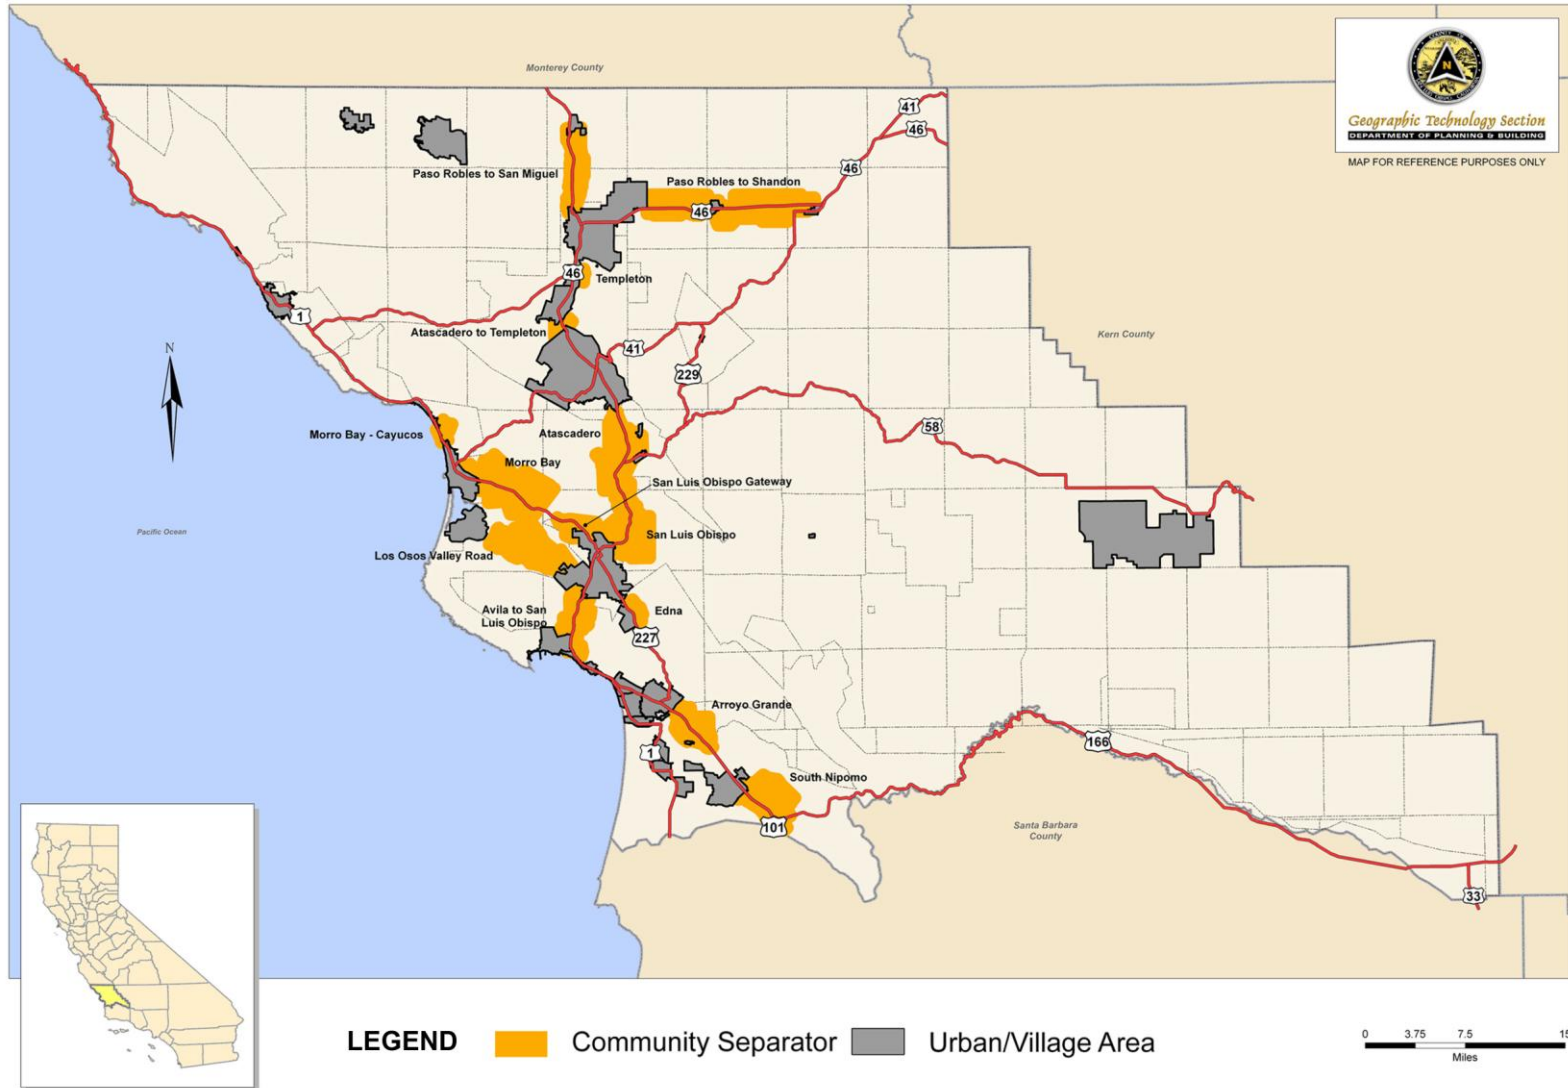 Monterey County
N
Geographic Technology Section
DEPARTMENT OF PLANNING & BUILDING
MAP FOR REFERENCE PURPOSES ONLY
41
46
46
Paso Robles to San Miguel
Paso Robles to Shandon
46
46
Templeton
1
Atascadero to Templeton
41
Kern County
N
229
Morro Bay - Cayucos
Atascadero
58
Morro Bay
San Luis Obispo Gateway
Pacific Ocean
San Luis Obispo
Los Osos Valley Road
Avila to San
Luis Obispo
Edna
227
Arroyo Grande
1
166
South Nipomo
101
Santa Barbara
County
33
LEGEND
Community Separator
Urban/Village Area
0 3.75 7.5 15
Miles